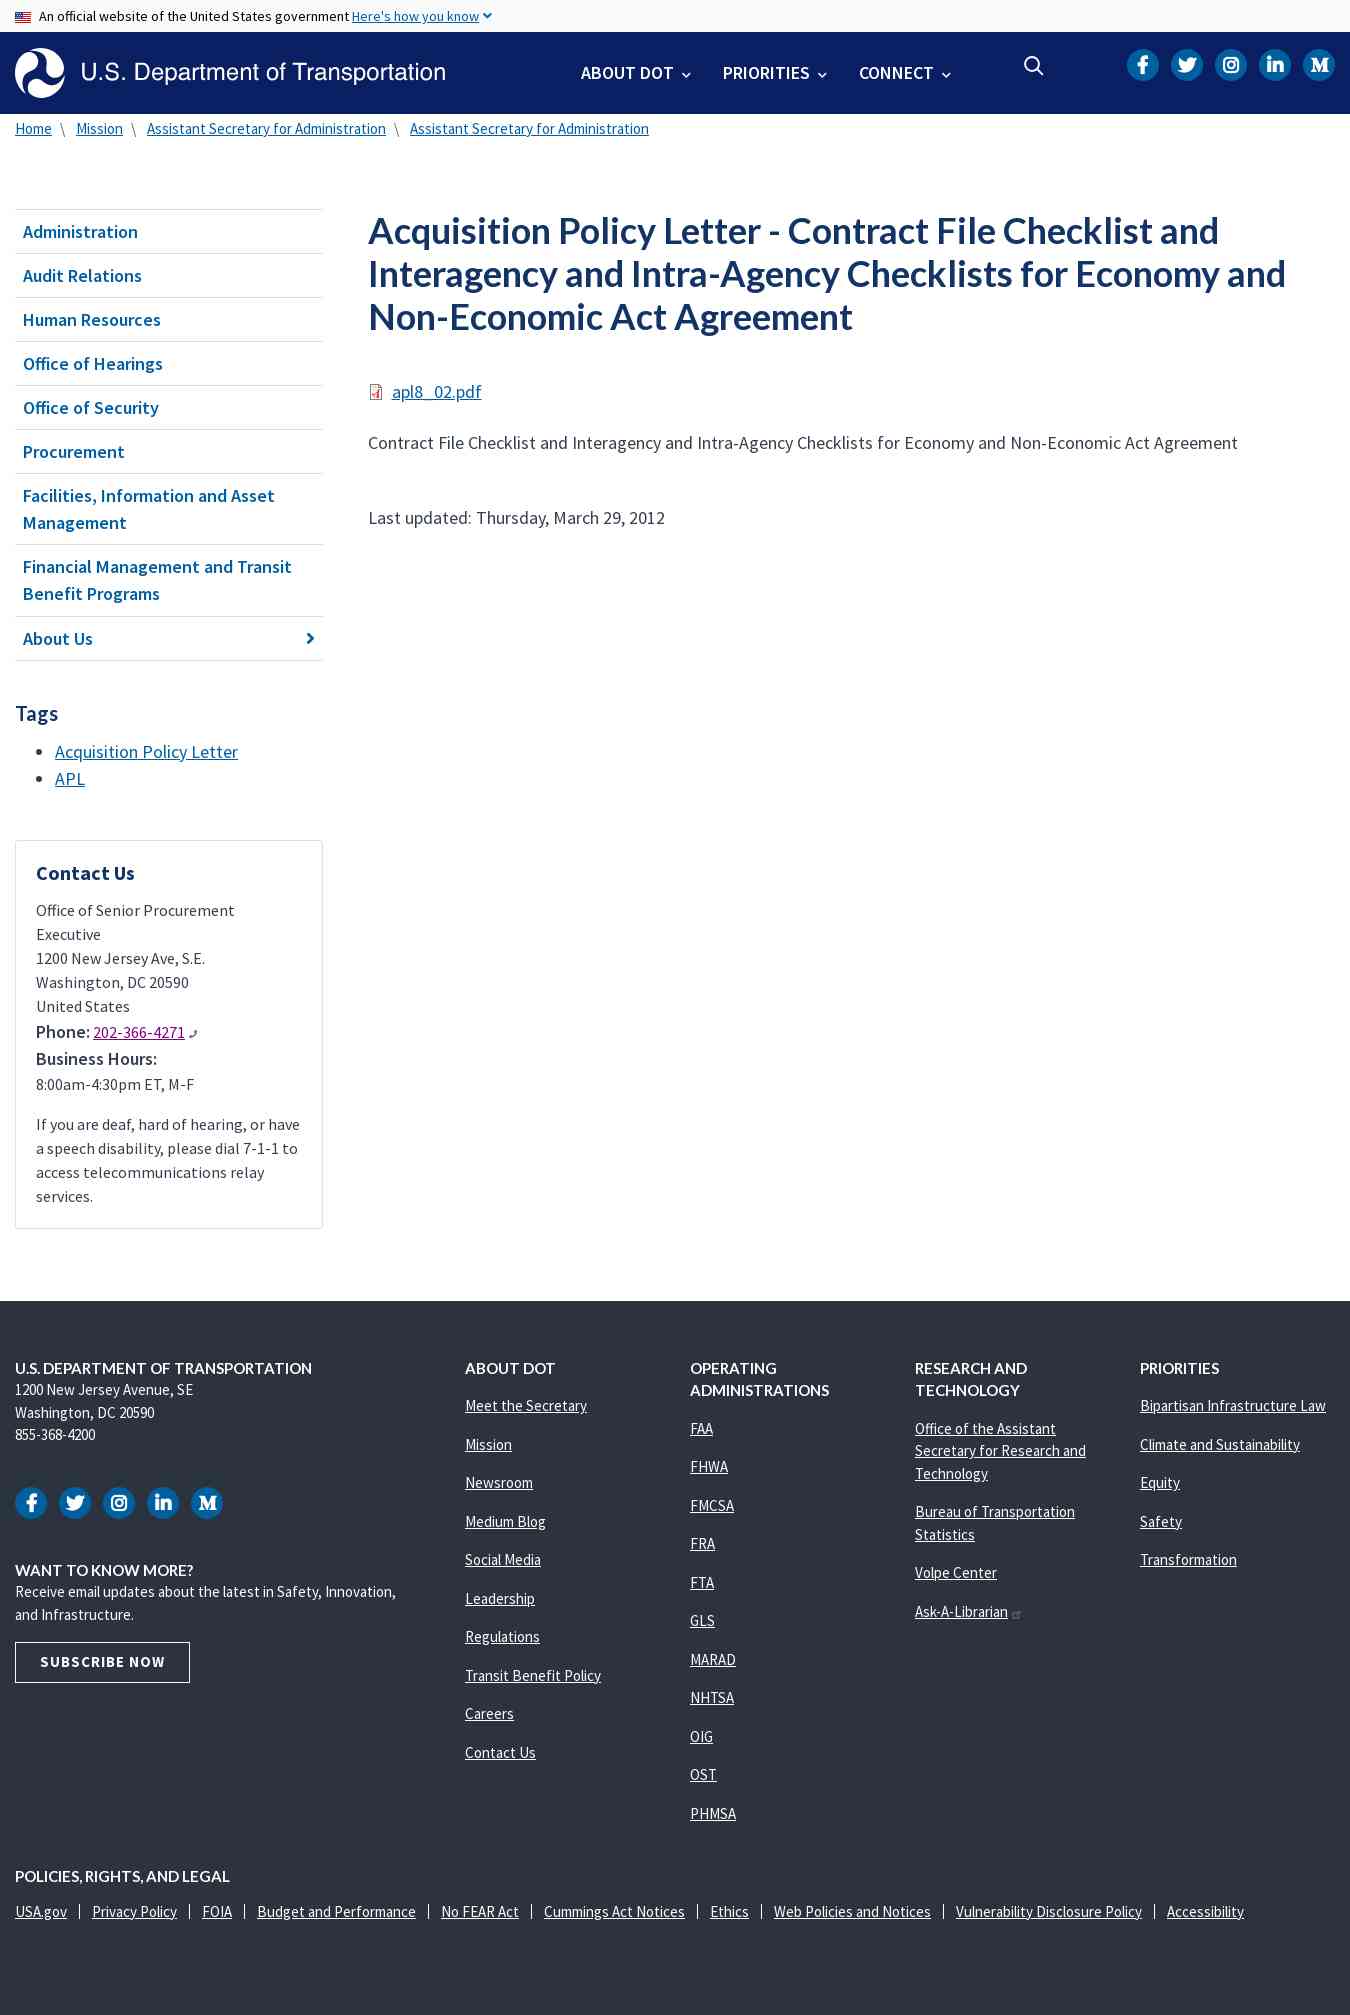 An official website of the United States government Here's how you know
U.S. Department of Transportation
ABOUT DOT
PRIORITIES
CONNECT
Home \ Mission \ Assistant Secretary for Administration \ Assistant Secretary for Administration
Administration
Audit Relations
Human Resources
Office of Hearings
Office of Security
Procurement
Facilities, Information and Asset
Management
Financial Management and Transit
Benefit Programs
About Us
Tags
Acquisition Policy Letter
APL
Contact Us
Office of Senior Procurement
Executive
1200 New Jersey Ave, S.E.
Washington, DC 20590
United States
Phone: 202-366-4271
Business Hours:
8:00am-4:30pm ET, M-F
If you are deaf, hard of hearing, or have
a speech disability, please dial 7-1-1 to
access telecommunications relay
services.
Acquisition Policy Letter - Contract File Checklist and
Interagency and Intra-Agency Checklists for Economy and
Non-Economic Act Agreement
apl8_02.pdf
Contract File Checklist and Interagency and Intra-Agency Checklists for Economy and Non-Economic Act Agreement
Last updated: Thursday, March 29, 2012
U.S. DEPARTMENT OF TRANSPORTATION
1200 New Jersey Avenue, SE
Washington, DC 20590
855-368-4200
WANT TO KNOW MORE?
Receive email updates about the latest in Safety, Innovation,
and Infrastructure.
SUBSCRIBE NOW
ABOUT DOT
Meet the Secretary
Mission
Newsroom
Medium Blog
Social Media
Leadership
Regulations
Transit Benefit Policy
Careers
Contact Us
OPERATING
ADMINISTRATIONS
FAA
FHWA
FMCSA
FRA
FTA
GLS
MARAD
NHTSA
OIG
OST
PHMSA
RESEARCH AND
TECHNOLOGY
Office of the Assistant
Secretary for Research and
Technology
Bureau of Transportation
Statistics
Volpe Center
Ask-A-Librarian
PRIORITIES
Bipartisan Infrastructure Law
Climate and Sustainability
Equity
Safety
Transformation
POLICIES, RIGHTS, AND LEGAL
USA.gov | Privacy Policy | FOIA | Budget and Performance | No FEAR Act | Cummings Act Notices | Ethics | Web Policies and Notices | Vulnerability Disclosure Policy | Accessibility